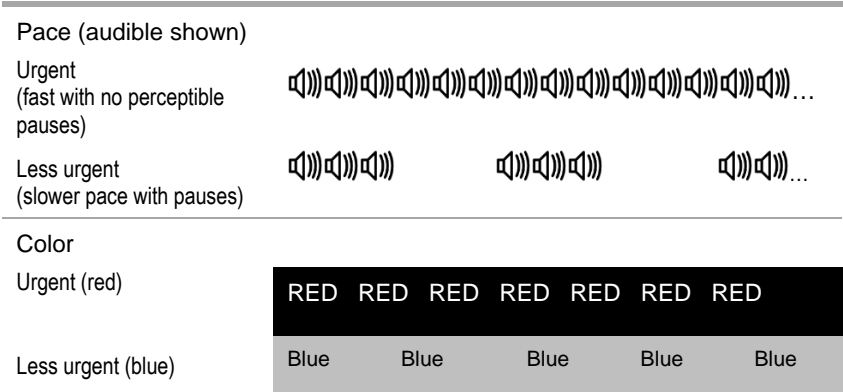 Pace (audible shown)
Urgent
(fast with no perceptible
pauses)
...
Less urgent
(slower pace with pauses)
...
Color
Urgent (red)
RED RED RED RED RED RED RED
Less urgent (blue)
Blue Blue Blue Blue Blue